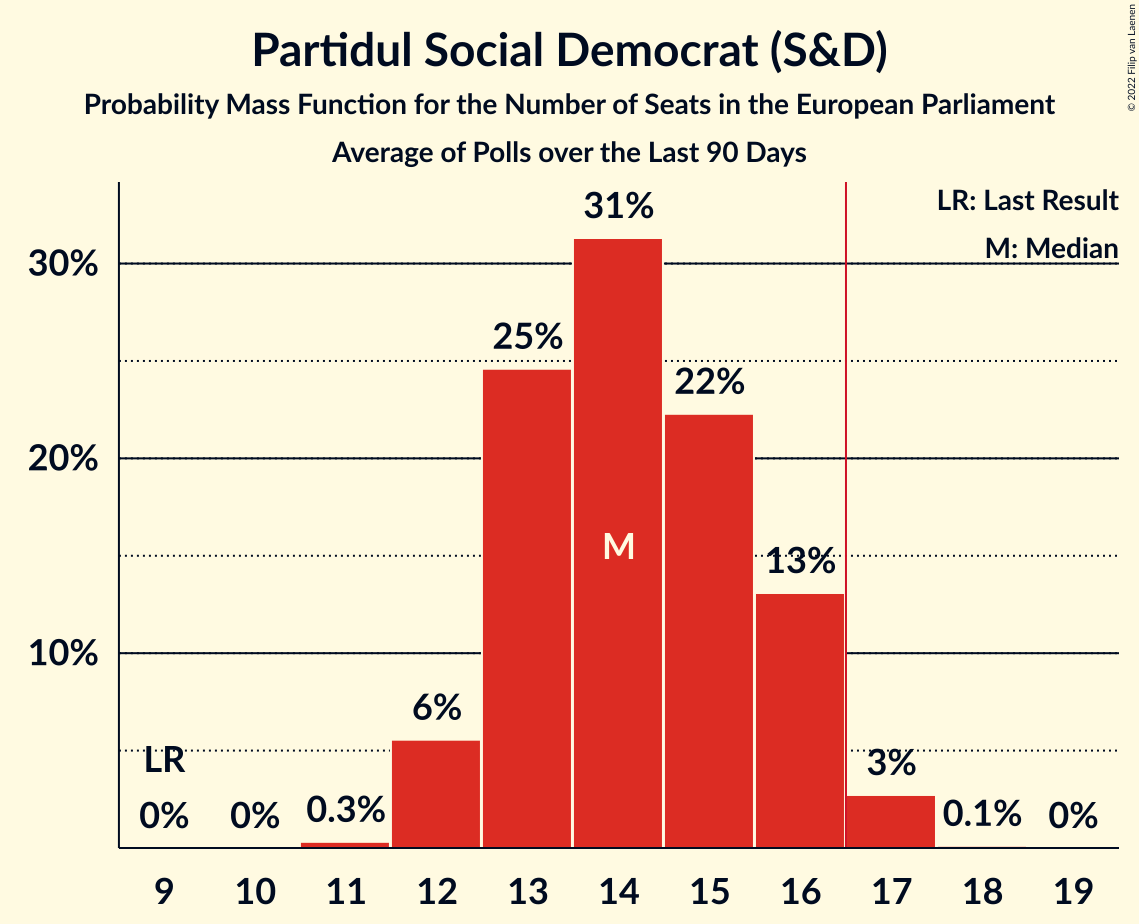 Partidul Social Democrat (S&D)
Probability Mass Function for the Number of Seats in the European Parliament
Average of Polls over the Last 90 Days
© 2022 Filip van Laenen
LR: Last Result
M: Median
31%
30%
25%
22%
20%
M
13%
10%
6%
LR
3%
0% 0% 0.3% 0.1% 0%
9 10 11 12 13 14 15 16 17 18 19